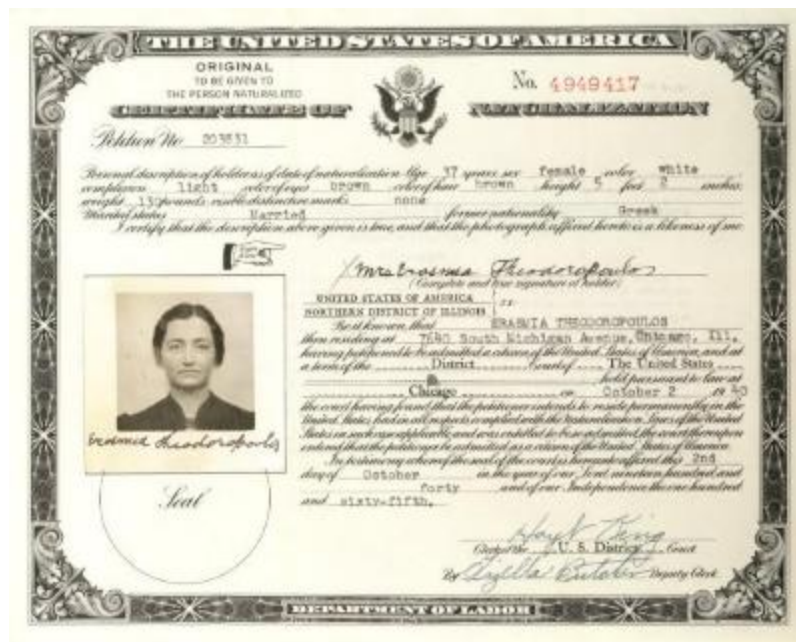 THE UNITED STATES OF AMERICA
ORIGINAL
TO BE GIVEN TO
THE PERSON NATURALIZED
No. 4949417
CERTIFICATE OF NATURALIZATION
Petition No 203831
Personal description of holder as of date of naturalization Age 37 years sex female color white
complexion light color of eyes brown color of hair brown height 5 feet 2 inches
weight 130 pounds visible distinctive marks none
Marital status Married former nationality Greek
I certify that the description above given is true, and that the photograph affixed hereto is a likeness of me
Mrs Erasmia Theodoropoulos
(Complete and true signature of holder)
UNITED STATES OF AMERICA
NORTHERN DISTRICT OF ILLINOIS
ss:
Be it known, that ERASMIA THEODOROPOULOS
then residing at 7640 South Michigan Avenue, Chicago, Ill.
having petitioned to be admitted a citizen of the United States of America, and at
a term of the District Court of The United States
held pursuant to law at
Chicago on October 2 1940
the court having found that the petitioner intends to reside permanently in the
United States, had in all respects complied with the Naturalization Laws of the United
States in such case applicable, and was entitled to be so admitted, the court thereupon
ordered that the petitioner be admitted as a citizen of the United States of America
In testimony whereof the seal of the court is hereunto affixed this 2nd
day of October in the year of our Lord nineteen hundred and
forty and of our Independence the one hundred
and sixty-fifth.
Erasmia Theodoropoulos
Seal
Hoyt King
Clerk of the U. S. District Court
By Deputy Clerk
DEPARTMENT OF LABOR